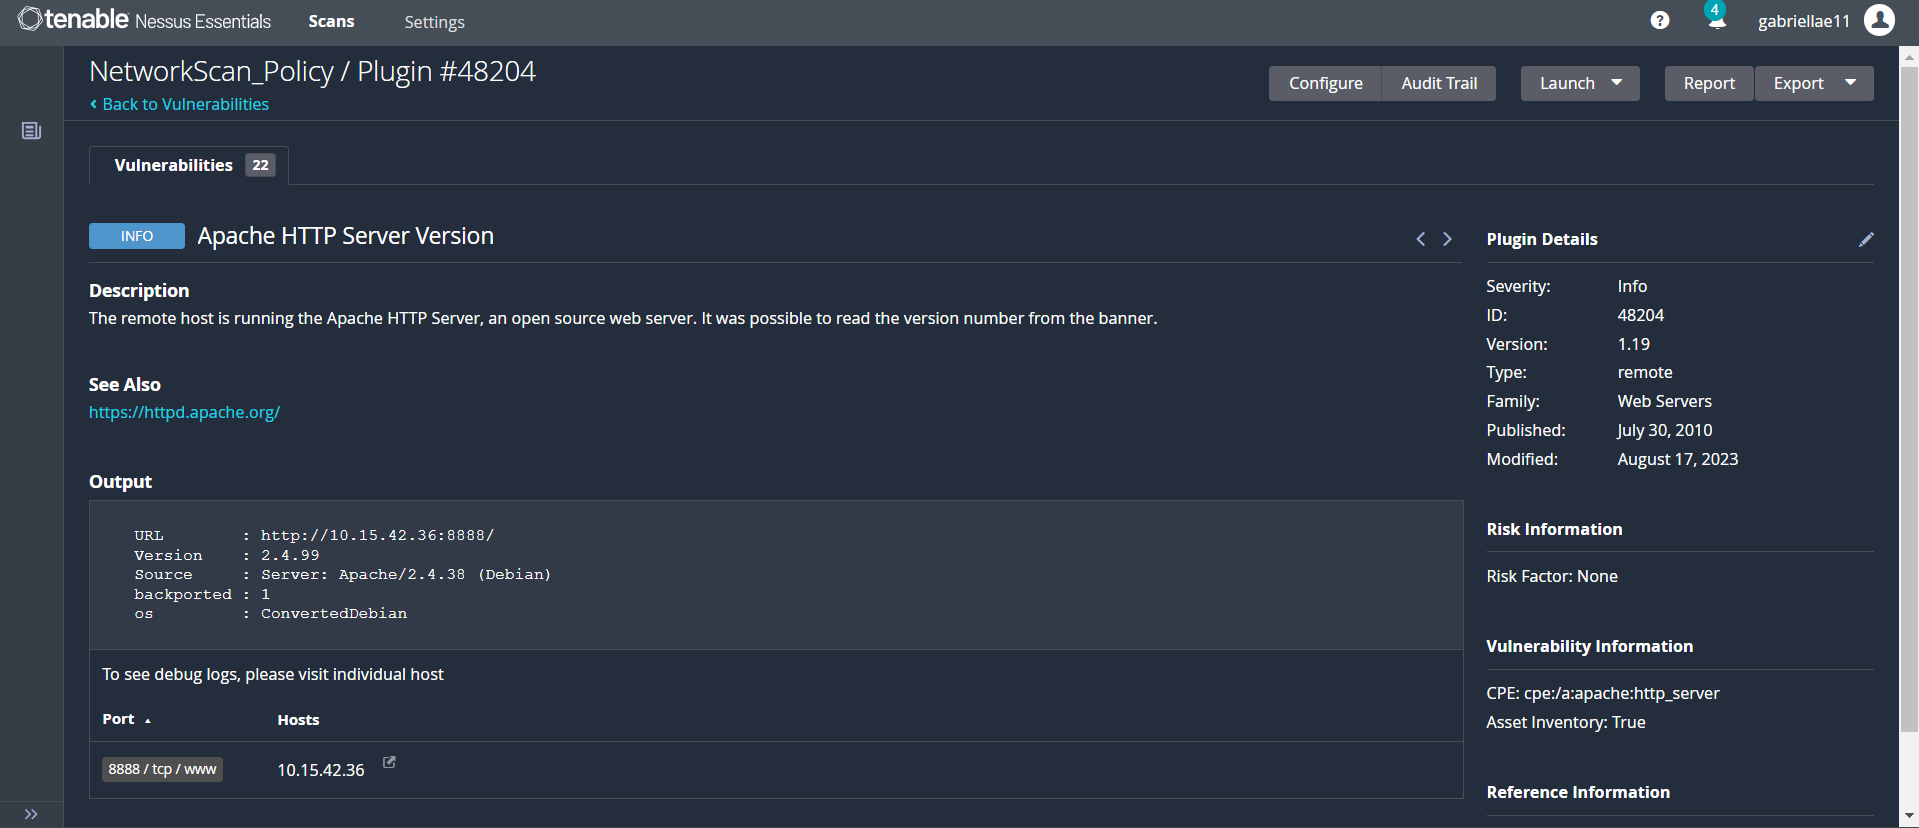 tenable Nessus Essentials Scans Settings ? 4 gabriellae11
NetworkScan_Policy / Plugin #48204
Back to Vulnerabilities
Configure Audit Trail Launch Report Export
Vulnerabilities 22
INFO Apache HTTP Server Version
Description
The remote host is running the Apache HTTP Server, an open source web server. It was possible to read the version number from the banner.
See Also
https://httpd.apache.org/
Output
URL : http://10.15.42.36:8888/
Version : 2.4.99
Source : Server: Apache/2.4.38 (Debian)
backported : 1
os : ConvertedDebian
To see debug logs, please visit individual host
Port Hosts
8888 / tcp / www 10.15.42.36
Plugin Details
Severity: Info
ID: 48204
Version: 1.19
Type: remote
Family: Web Servers
Published: July 30, 2010
Modified: August 17, 2023
Risk Information
Risk Factor: None
Vulnerability Information
CPE: cpe:/a:apache:http_server
Asset Inventory: True
Reference Information